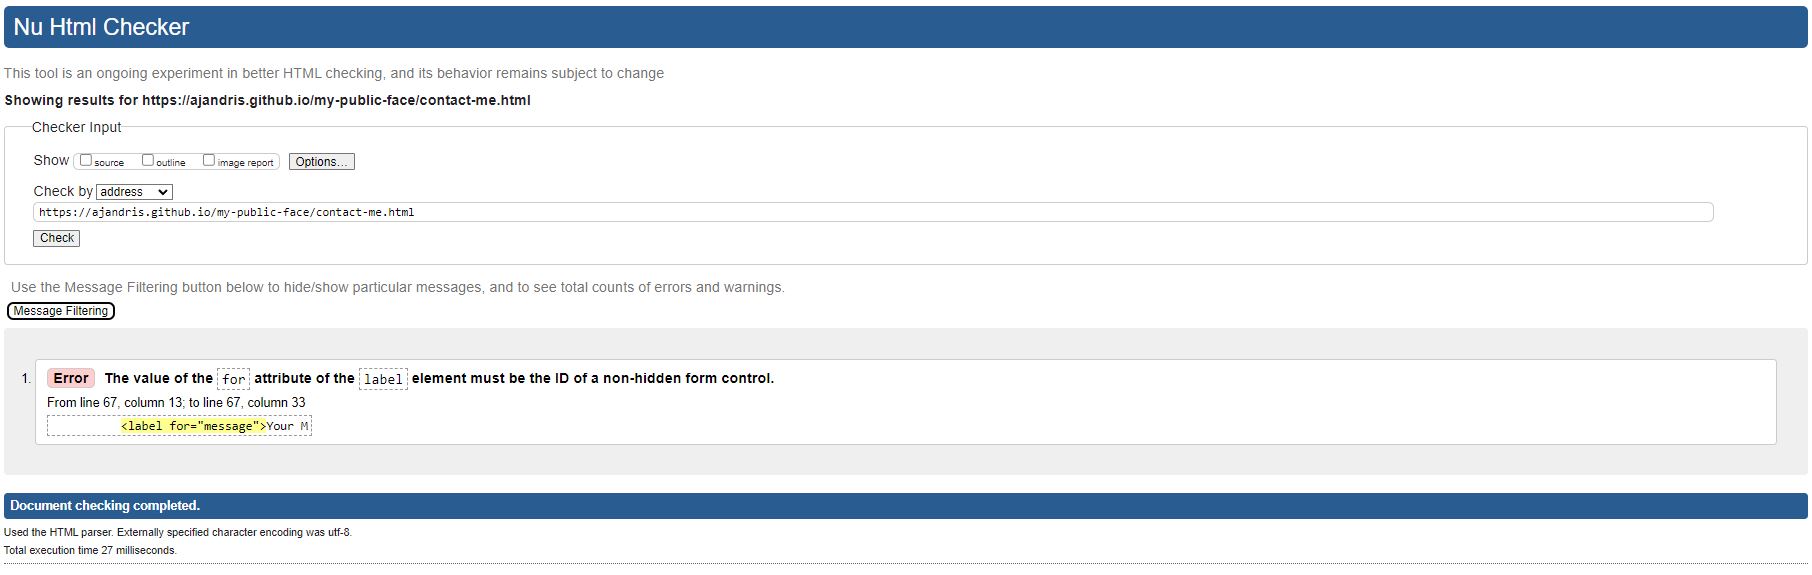 Nu Html Checker
This tool is an ongoing experiment in better HTML checking, and its behavior remains subject to change
Showing results for https://ajandris.github.io/my-public-face/contact-me.html
Checker Input
Show source outline image report Options...
Check by address
https://ajandris.github.io/my-public-face/contact-me.html
Check
Use the Message Filtering button below to hide/show particular messages, and to see total counts of errors and warnings.
Message Filtering
1. Error The value of the for attribute of the label element must be the ID of a non-hidden form control.
From line 67, column 13; to line 67, column 33
<label for="message">Your M
Document checking completed.
Used the HTML parser. Externally specified character encoding was utf-8.
Total execution time 27 milliseconds.